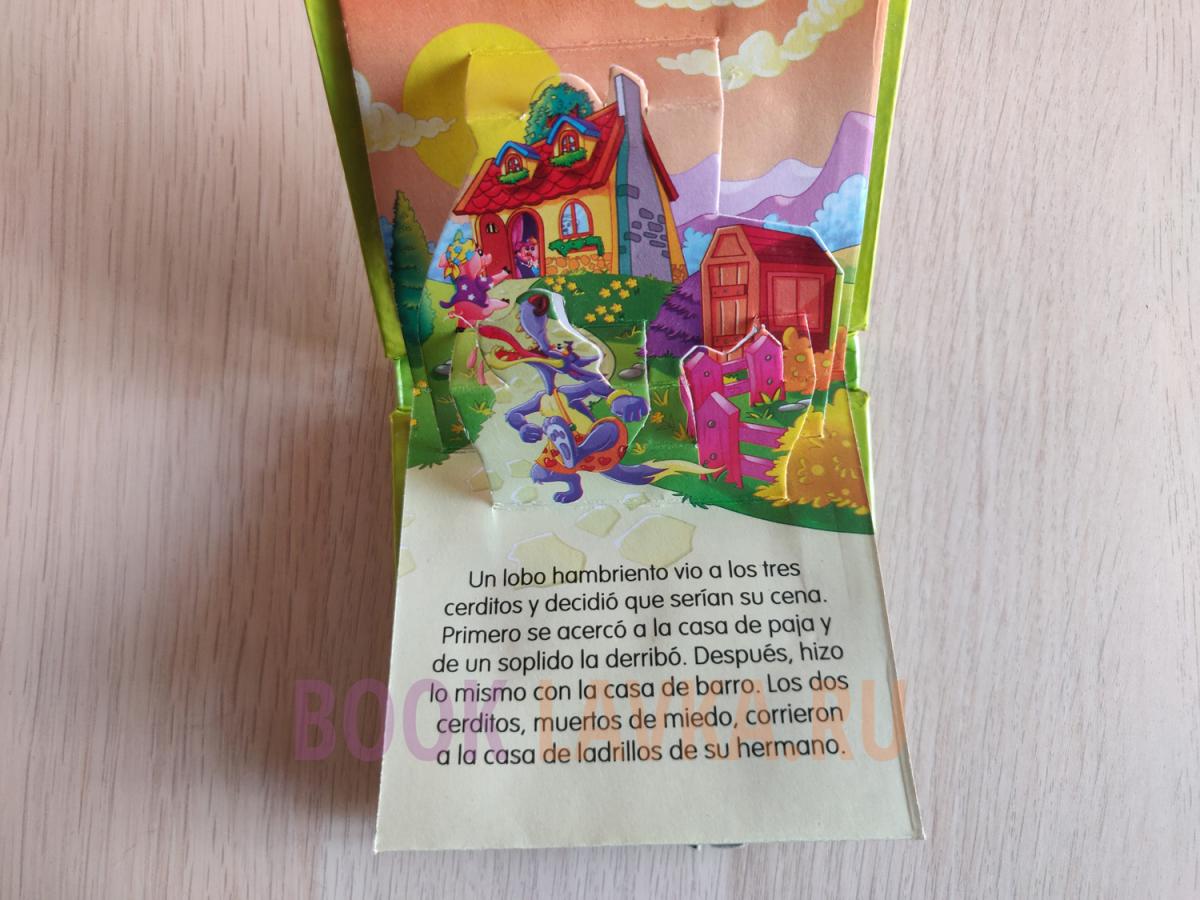 Un lobo hambriento vio a los tres
cerditos y decidió que serían su cena.
Primero se acercó a la casa de paja y
de un soplido la derribó. Después, hizo
lo mismo con la casa de barro. Los dos
cerditos, muertos de miedo, corrieron
a la casa de ladrillos de su hermano.
BOOK LAVKA.RU